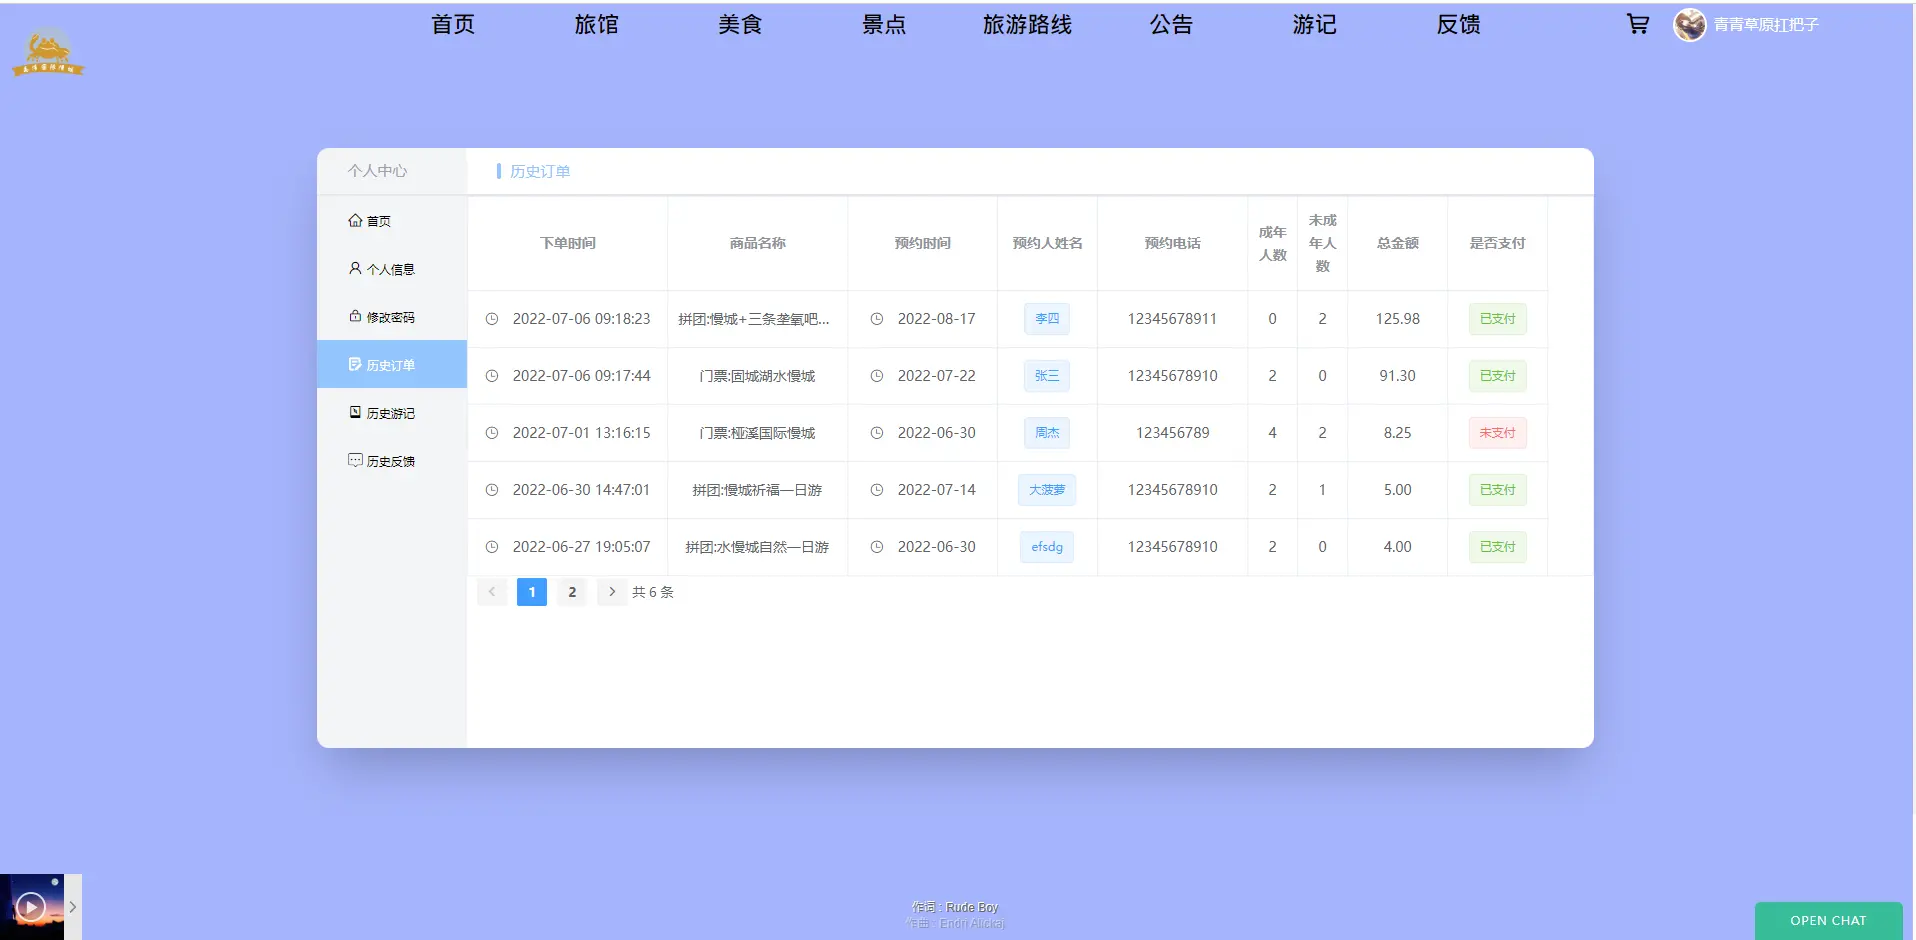 首页 旅馆 美食 景点 旅游路线 公告 游记 反馈 青青草原扛把子
个人中心
历史订单
首页
个人信息
修改密码
历史订单
历史游记
历史反馈
下单时间 商品名称 预约时间 预约人姓名 预约电话 成年人数 未成年人数 总金额 是否支付
2022-07-06 09:18:23 拼团:慢城+三条垄氧吧... 2022-08-17 李四 12345678911 0 2 125.98 已支付
2022-07-06 09:17:44 门票:固城湖水慢城 2022-07-22 张三 12345678910 2 0 91.30 已支付
2022-07-01 13:16:15 门票:桠溪国际慢城 2022-06-30 周杰 123456789 4 2 8.25 未支付
2022-06-30 14:47:01 拼团:慢城祈福一日游 2022-07-14 大菠萝 12345678910 2 1 5.00 已支付
2022-06-27 19:05:07 拼团:水慢城自然一日游 2022-06-30 efsdg 12345678910 2 0 4.00 已支付
1 2 共 6 条
作词 : Rude Boy
作曲 : Endri Alickaj
OPEN CHAT